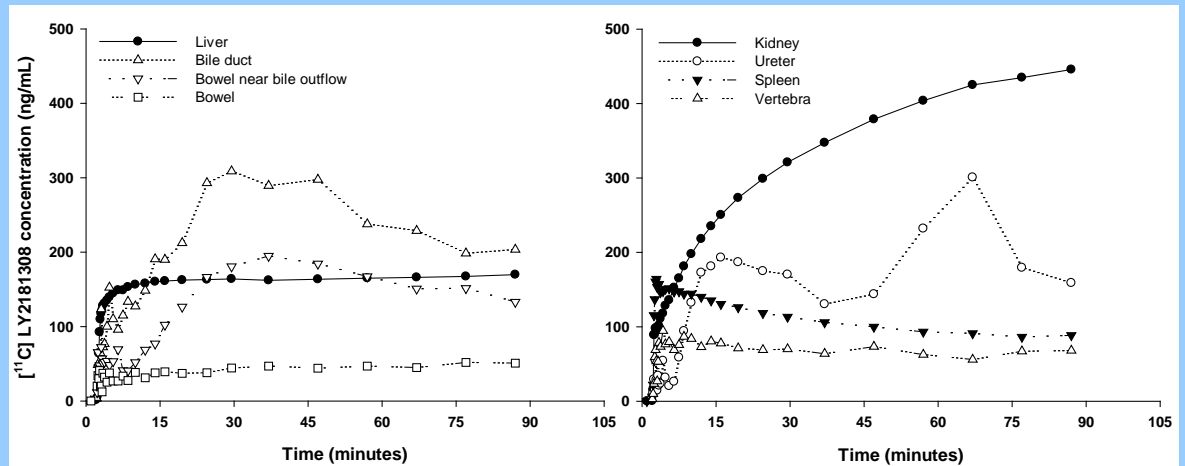 [¹¹C] LY2181308 concentration (ng/mL)
500
400
300
200
100
0
Liver
Bile duct
Bowel near bile outflow
Bowel
0 15 30 45 60 75 90 105
Time (minutes)
500
400
300
200
100
0
Kidney
Ureter
Spleen
Vertebra
0 15 30 45 60 75 90 105
Time (minutes)